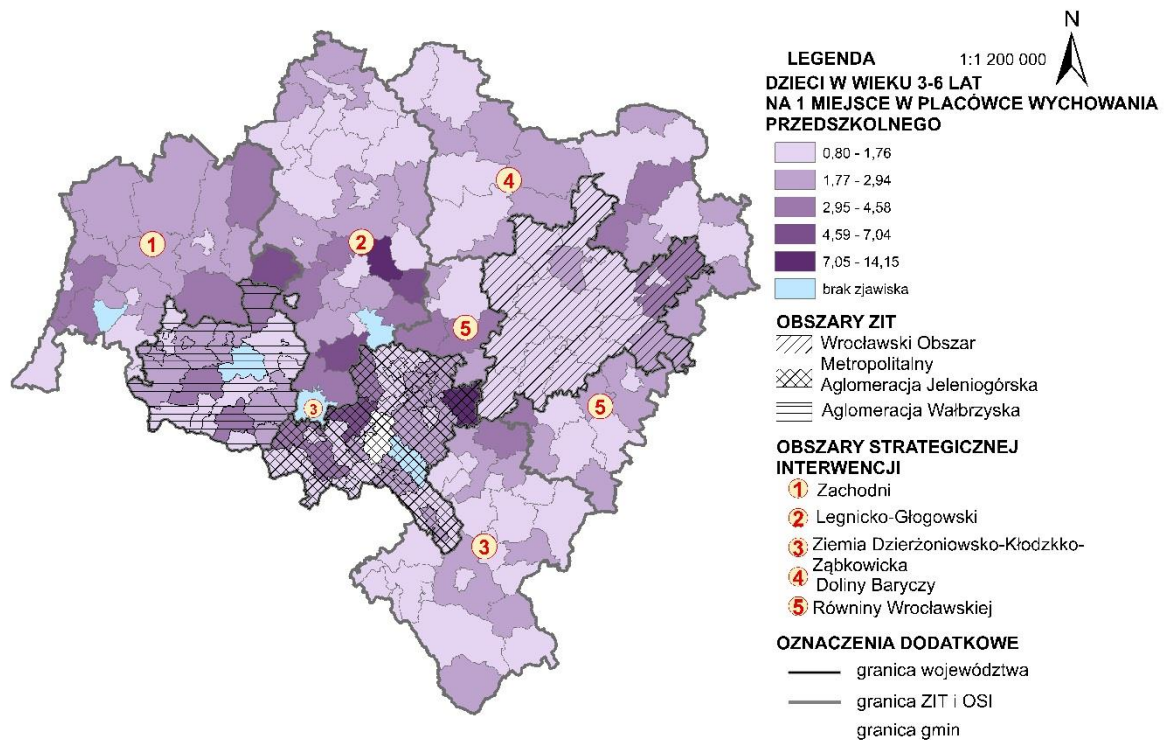 N
LEGENDA 1:1 200 000
DZIECI W WIEKU 3-6 LAT
NA 1 MIEJSCE W PLACÓWCE WYCHOWANIA
PRZEDSZKOLNEGO
0,80 - 1,76
1,77 - 2,94
2,95 - 4,58
4,59 - 7,04
7,05 - 14,15
brak zjawiska
OBSZARY ZIT
Wrocławski Obszar
Metropolitalny
Aglomeracja Jeleniogórska
Aglomeracja Wałbrzyska
OBSZARY STRATEGICZNEJ
INTERWENCJI
1 Zachodni
2 Legnicko-Głogowski
3 Ziemia Dzierżoniowsko-Kłodzkko-
Ząbkowicka
4 Doliny Baryczy
5 Równiny Wrocławskiej
OZNACZENIA DODATKOWE
granica województwa
granica ZIT i OSI
granica gmin
4
1
2
5
3
5
3